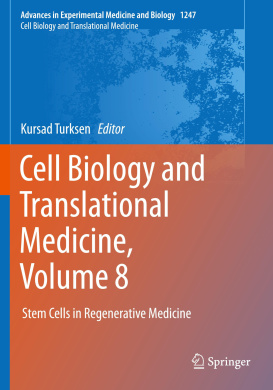 Advances in Experimental Medicine and Biology 1247
Cell Biology and Translational Medicine
Kursad Turksen Editor
Cell Biology and
Translational
Medicine,
Volume 8
Stem Cells in Regenerative Medicine
Springer